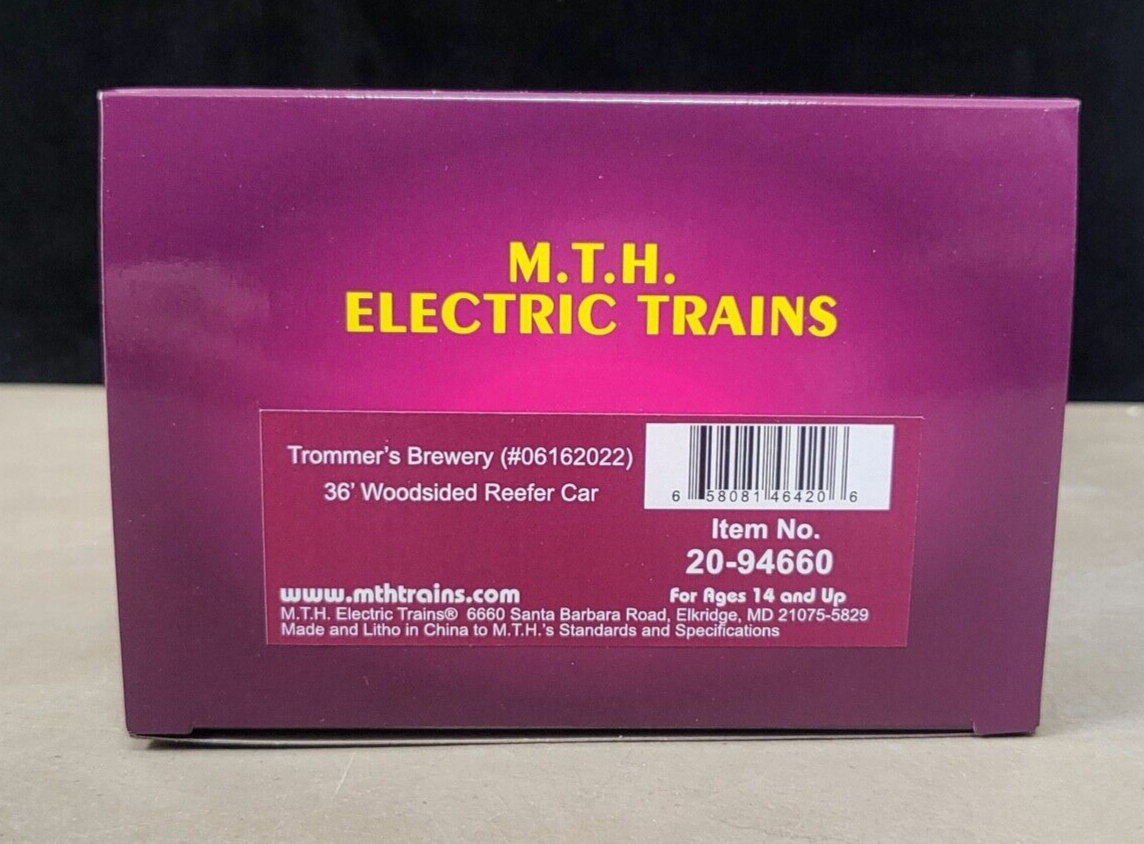 M.T.H.
ELECTRIC TRAINS
Trommer's Brewery (#06162022)
36' Woodsided Reefer Car
6 58081 46420 6
Item No.
20-94660
www.mthtrains.com
For Ages 14 and Up
M.T.H. Electric Trains® 6660 Santa Barbara Road, Elkridge, MD 21075-5829
Made and Litho in China to M.T.H.'s Standards and Specifications